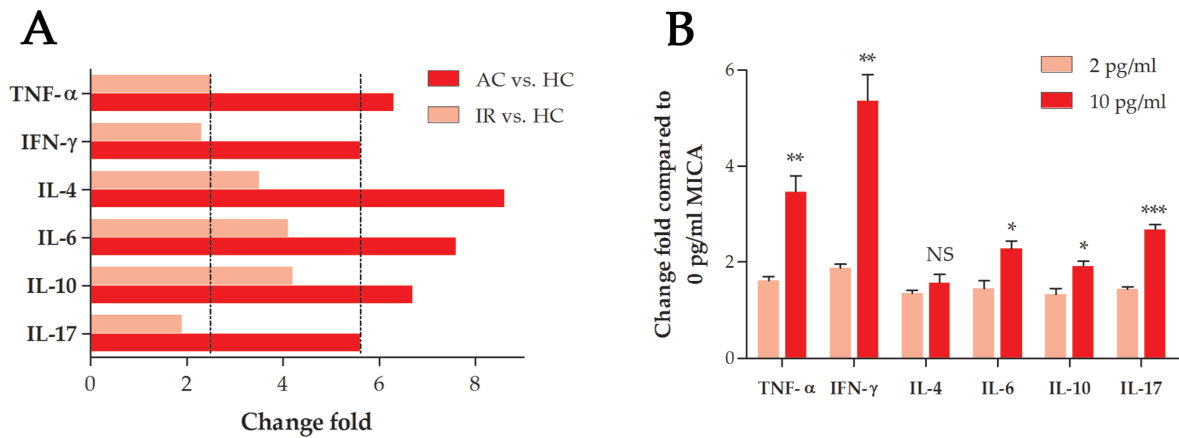 A
TNF- α
IFN-γ
IL-4
IL-6
IL-10
IL-17
0 2 4 6 8
Change fold
AC vs. HC
IR vs. HC
B
Change fold compared to
0 pg/ml MICA
6
4
2
0
** ** NS * * ***
TNF- α IFN-γ IL-4 IL-6 IL-10 IL-17
2 pg/ml
10 pg/ml